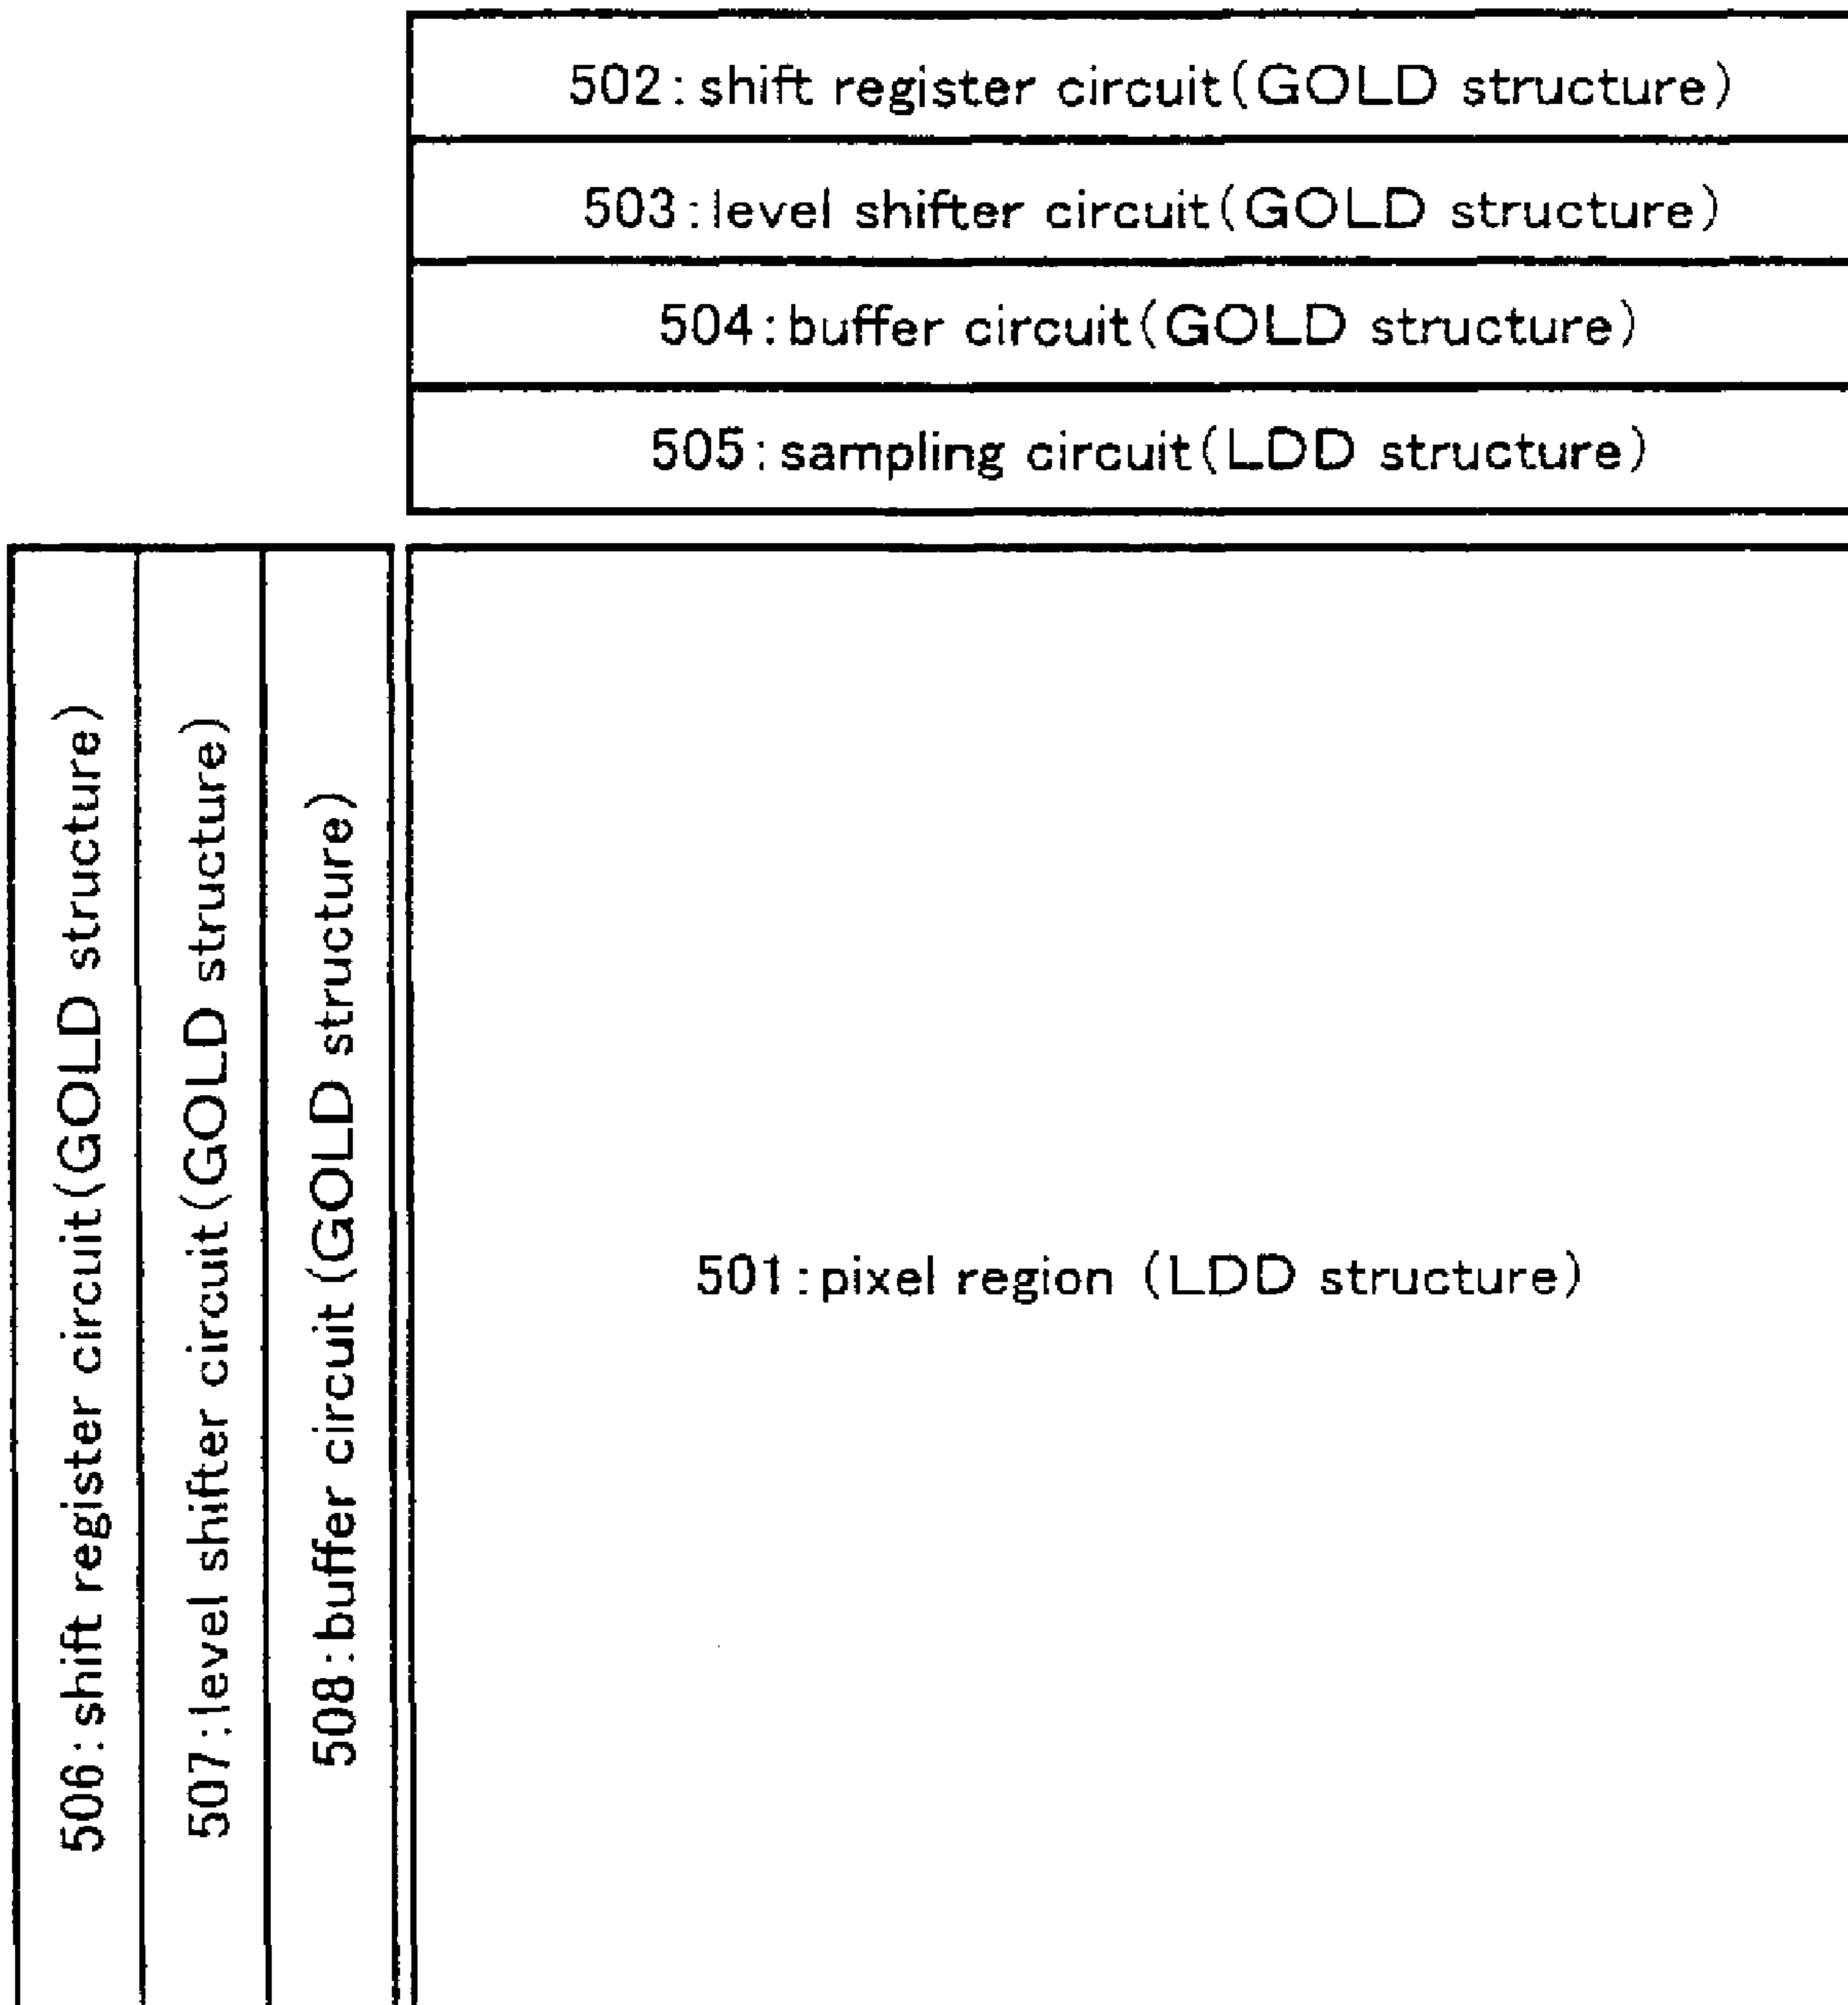 502:shift register circuit(GOLD structure)
503:level shifter circuit(GOLD structure)
504:buffer circuit(GOLD structure)
505:sampling circuit(LDD structure)
506:shift register circuit(GOLD structure)
507:level shifter circuit(GOLD structure)
508:buffer circuit (GOLD structure)
501:pixel region (LDD structure)